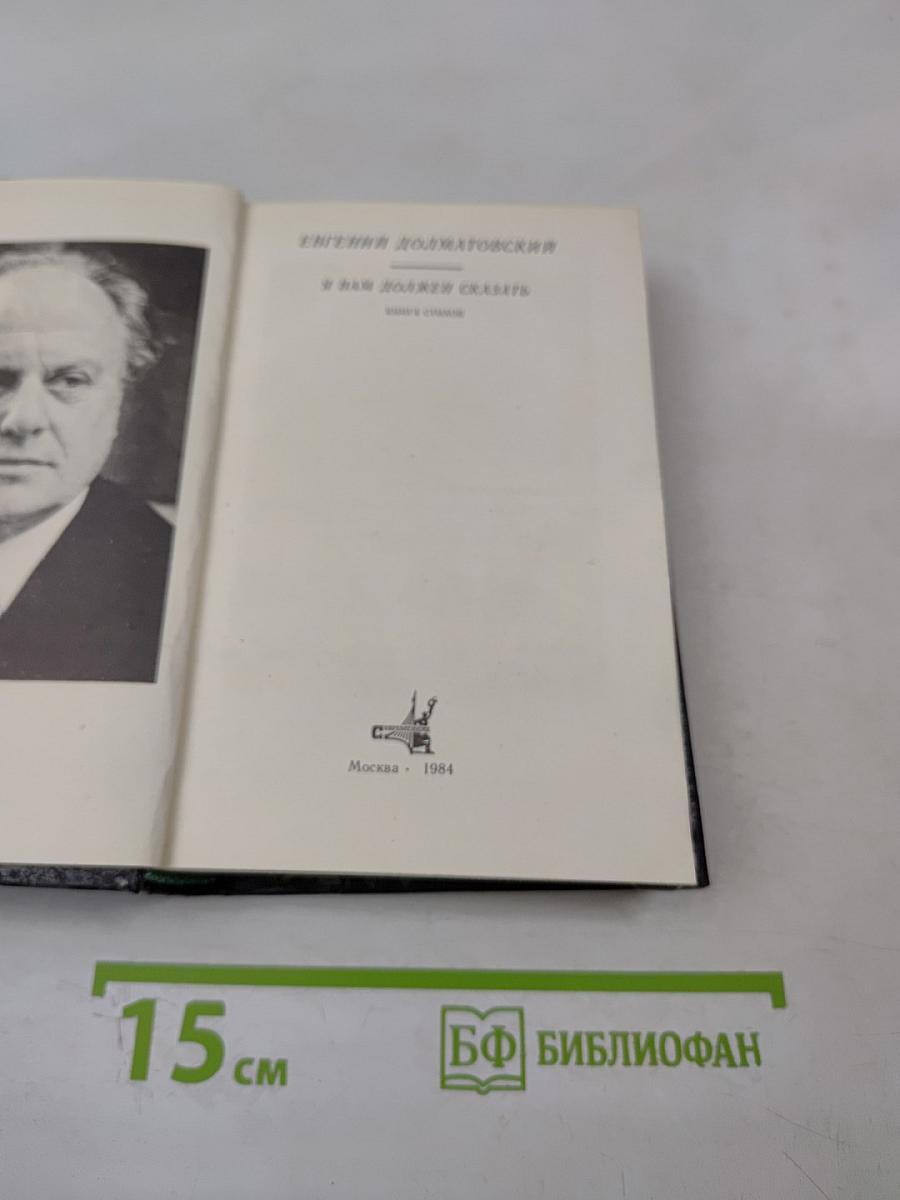 ЕВГЕНИЙ ДОЛМАТОВСКИЙ
Я ВАМ ДОЛЖЕН СКАЗАТЬ
КНИГА СТИХОВ
Москва · 1984
15 см
БФ БИБЛИОФАН